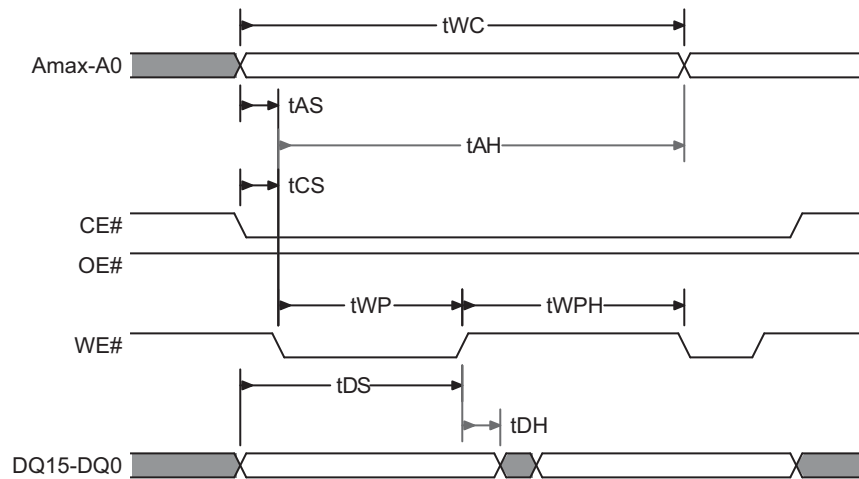 tWC
Amax-A0
tAS
tAH
tCS
CE#
OE#
tWP
tWPH
WE#
tDS
tDH
DQ15-DQ0